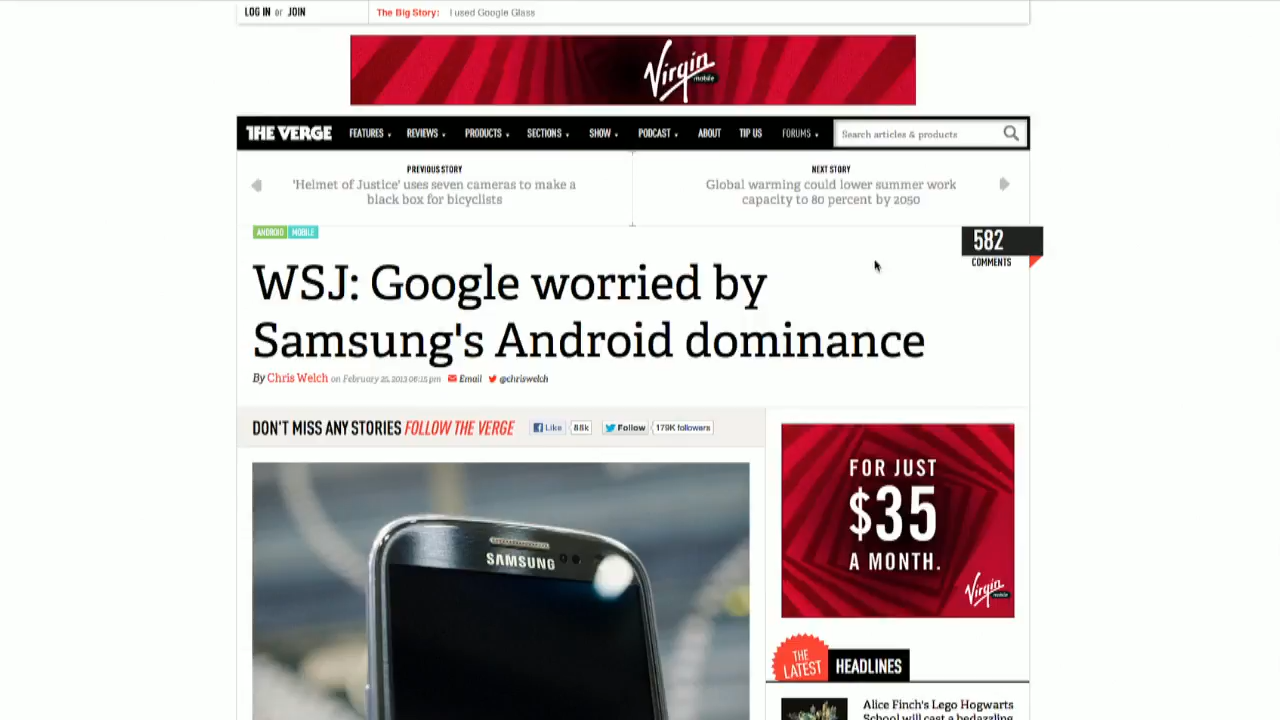 LOG IN or JOIN
The Big Story: I used Google Glass
Virgin
mobile
THE VERGE
FEATURES
REVIEWS
PRODUCTS
SECTIONS
SHOW
PODCAST
ABOUT
TIP US
FORUMS
Search articles & products
PREVIOUS STORY
'Helmet of Justice' uses seven cameras to make a
black box for bicyclists
NEXT STORY
Global warming could lower summer work
capacity to 80 percent by 2050
ANDROID
MOBILE
582
COMMENTS
WSJ: Google worried by
Samsung's Android dominance
By Chris Welch on February 25, 2013 06:15 pm Email @chriswelch
DON'T MISS ANY STORIES FOLLOW THE VERGE
Like 88k
Follow 179K followers
SAMSUNG
FOR JUST
$35
A MONTH.
Virgin
mobile
THE
LATEST
HEADLINES
Alice Finch's Lego Hogwarts
School will cast a bedazzling